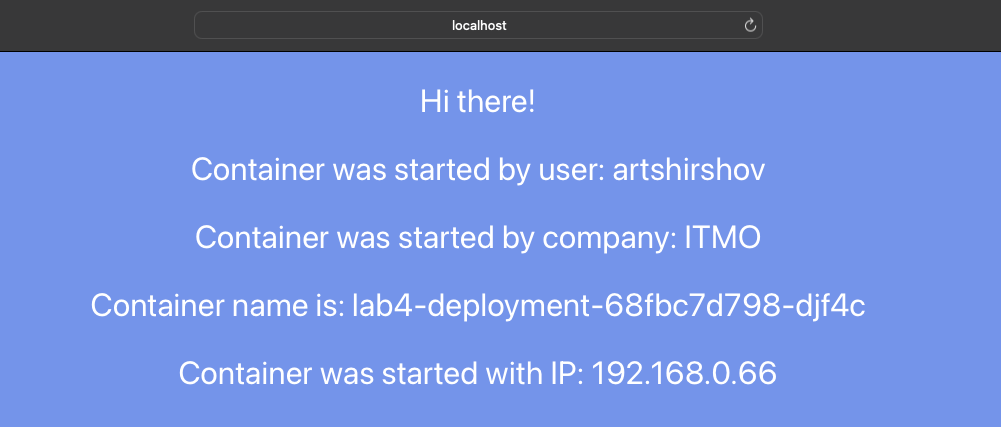 localhost
Hi there!
Container was started by user: artshirshov
Container was started by company: ITMO
Container name is: lab4-deployment-68fbc7d798-djf4c
Container was started with IP: 192.168.0.66